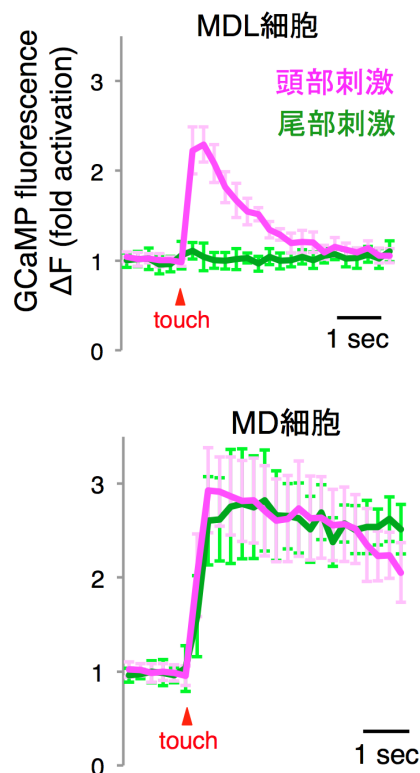 MDL細胞
頭部刺激
尾部刺激
GCaMP fluorescence
ΔF (fold activation)
3
2
1
0
touch
1 sec
MD細胞
3
2
1
0
touch
1 sec